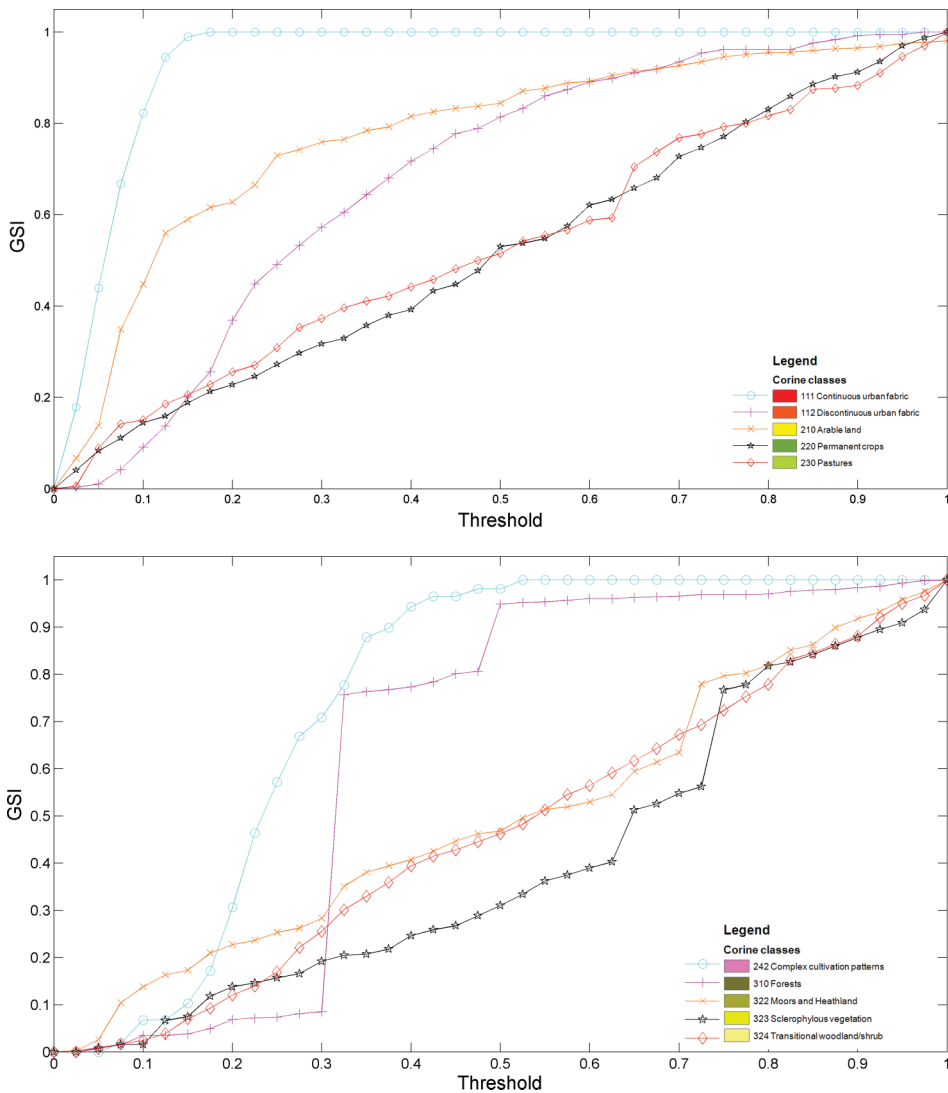 1
0.8
0.6
GSI
0.4
Legend
Corine classes
0.2
111 Continuous urban fabric
112 Discontinuous urban fabric
210 Arable land
220 Permanent crops
230 Pastures
0
0 0.1 0.2 0.3 0.4 0.5 0.6 0.7 0.8 0.9 1
Threshold
1
0.9
0.8
0.7
0.6
GSI
0.5
0.4
0.3
Legend
Corine classes
0.2
242 Complex cultivation patterns
310 Forests
0.1
322 Moors and Heathland
323 Sclerophylous vegetation
324 Transitional woodland/shrub
0
0 0.1 0.2 0.3 0.4 0.5 0.6 0.7 0.8 0.9 1
Threshold